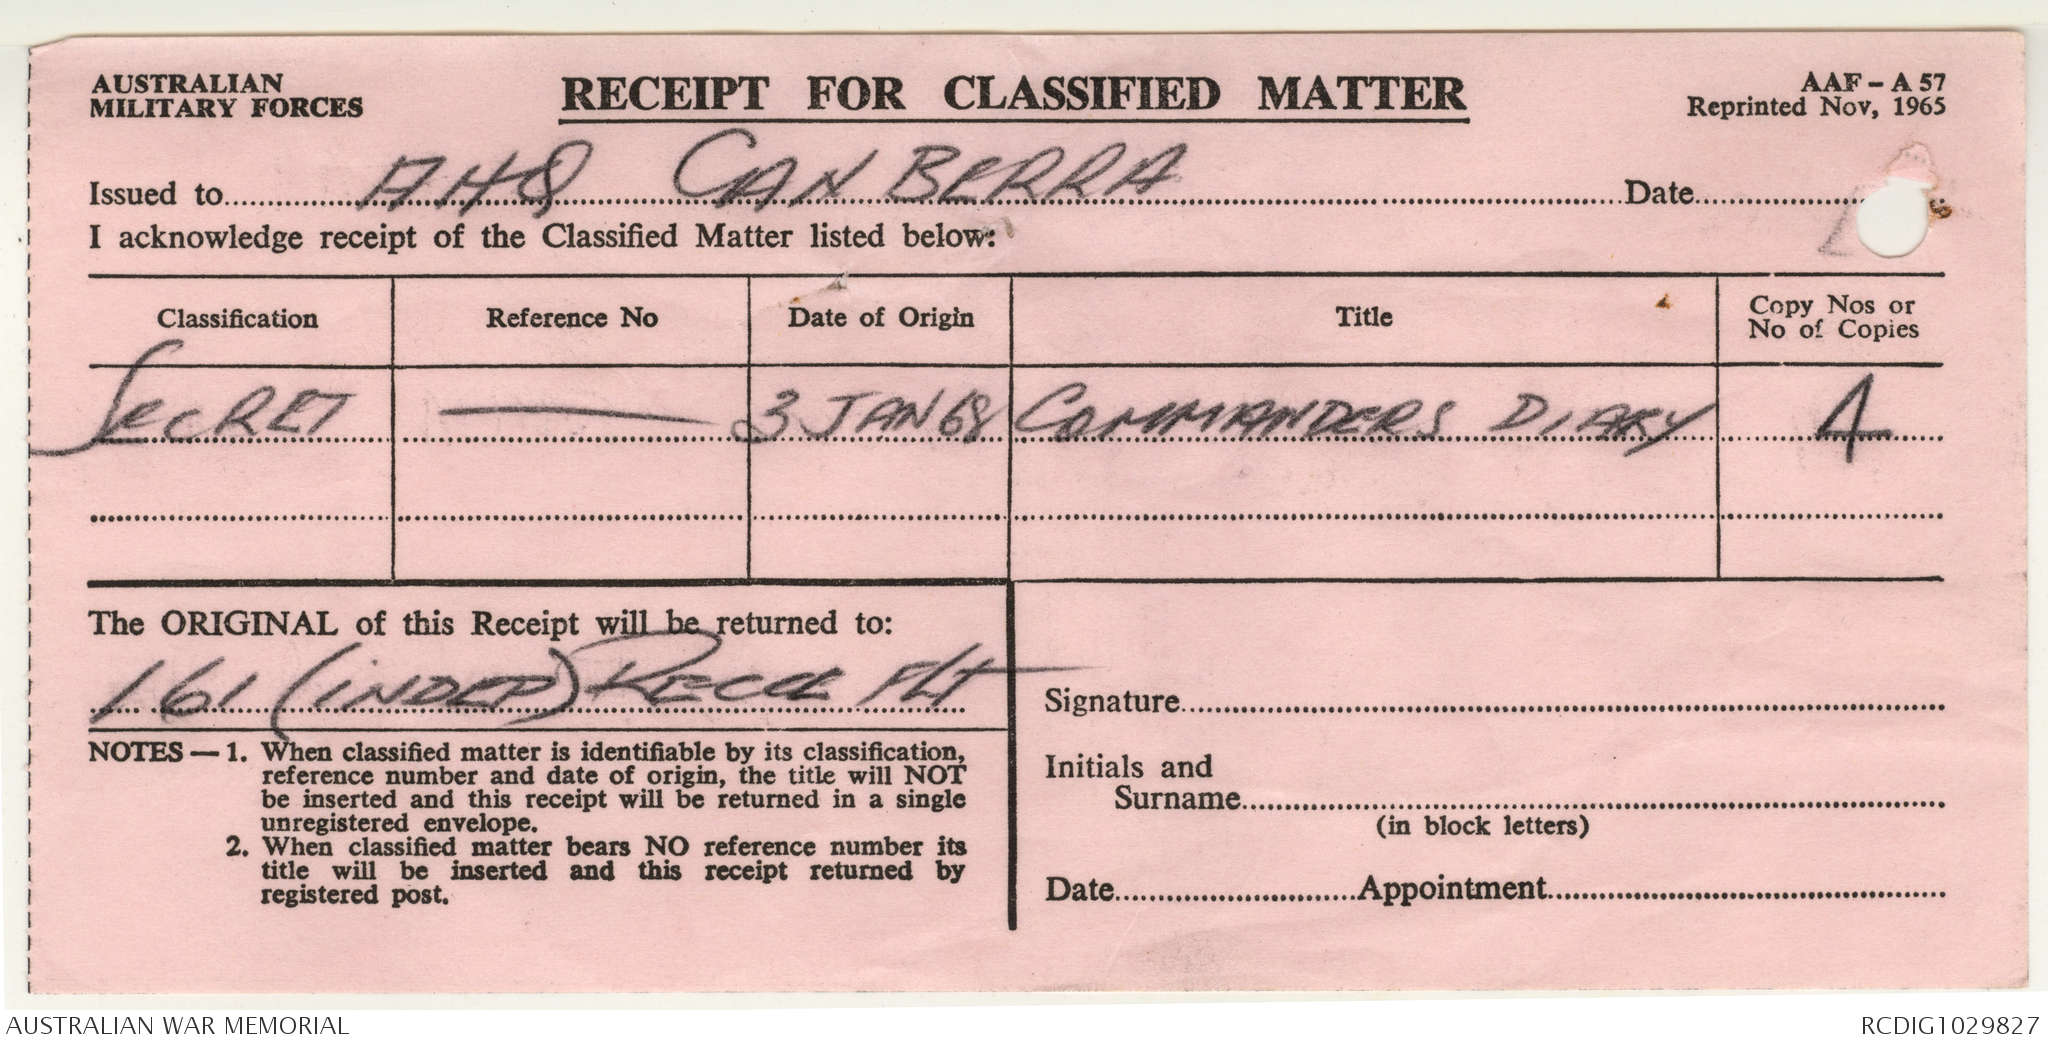 AUSTRALIAN
MILITARY FORCES
RECEIPT FOR CLASSIFIED MATTER
AAF - A 57
Reprinted Nov, 1965
Issued to AHQ CANBERRA Date
I acknowledge receipt of the Classified Matter listed below:
Classification Reference No Date of Origin Title Copy Nos or No of Copies
SECRET — 3 JAN 68 COMMANDERS DIARY 1
The ORIGINAL of this Receipt will be returned to:
161 (INDEP) RECCE FLT
NOTES — 1. When classified matter is identifiable by its classification,
reference number and date of origin, the title will NOT
be inserted and this receipt will be returned in a single
unregistered envelope.
2. When classified matter bears NO reference number its
title will be inserted and this receipt returned by
registered post.
Signature
Initials and
Surname
(in block letters)
Date Appointment
AUSTRALIAN WAR MEMORIAL
RCDIG1029827